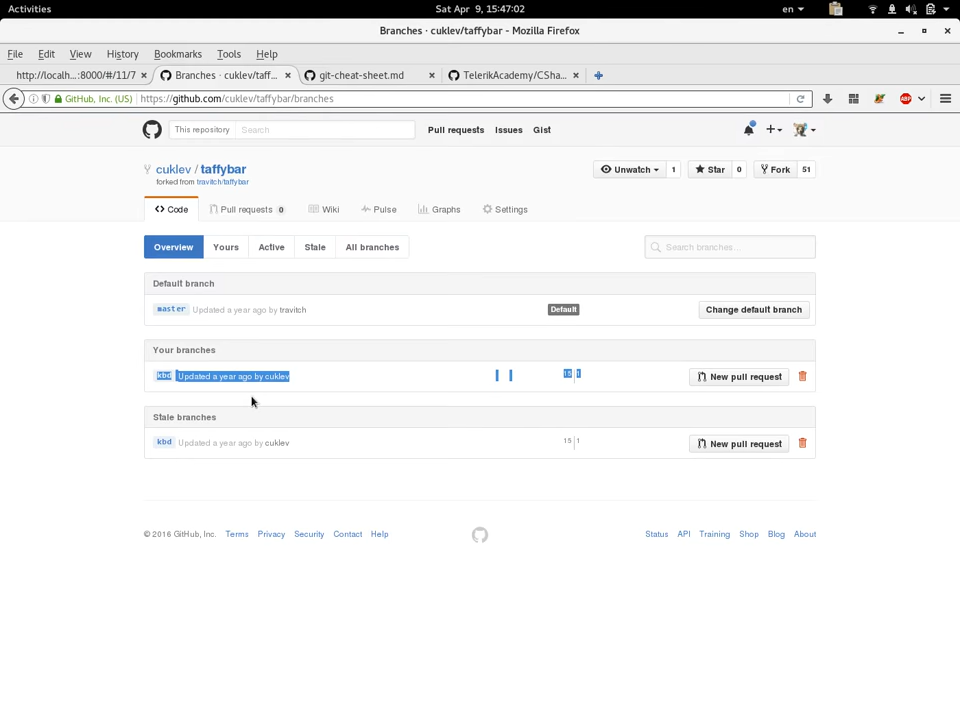 Activities
Sat Apr 9, 15:47:02
en
Branches · cuklev/taffybar - Mozilla Firefox
File Edit View History Bookmarks Tools Help
http://localh...:8000/#/11/7
Branches · cuklev/taff...
git-cheat-sheet.md
TelerikAcademy/CSha...
GitHub, Inc. (US)
https://github.com/cuklev/taffybar/branches
ABP
This repository
Search
Pull requests Issues Gist
cuklev / taffybar
Unwatch 1
Star 0
Fork 51
forked from travitch/taffybar
<> Code
Pull requests 0
Wiki
Pulse
Graphs
Settings
Overview Yours Active Stale All branches
Search branches...
Default branch
master Updated a year ago by travitch
Default
Change default branch
Your branches
kbd Updated a year ago by cuklev
15 1
New pull request
Stale branches
kbd Updated a year ago by cuklev
15 1
New pull request
© 2016 GitHub, Inc. Terms Privacy Security Contact Help
Status API Training Shop Blog About